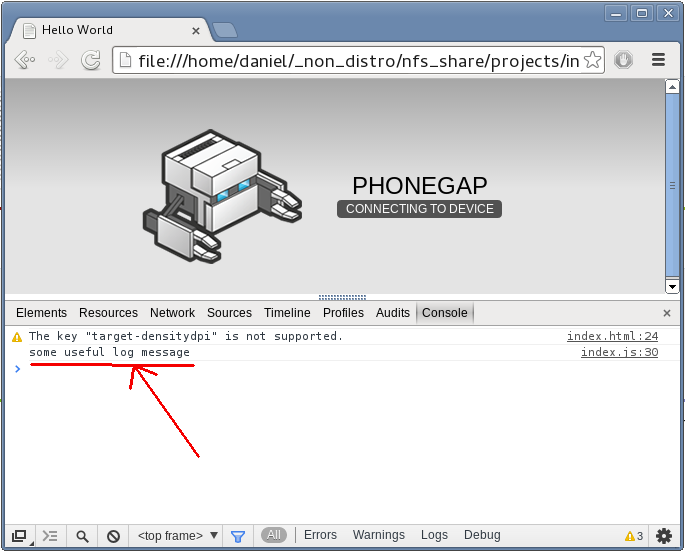 Hello World
file:///home/daniel/_non_distro/nfs_share/projects/in
PHONEGAP
CONNECTING TO DEVICE
Elements Resources Network Sources Timeline Profiles Audits Console
The key "target-densitydpi" is not supported. index.html:24
some useful log message index.js:30
<top frame> All Errors Warnings Logs Debug 3